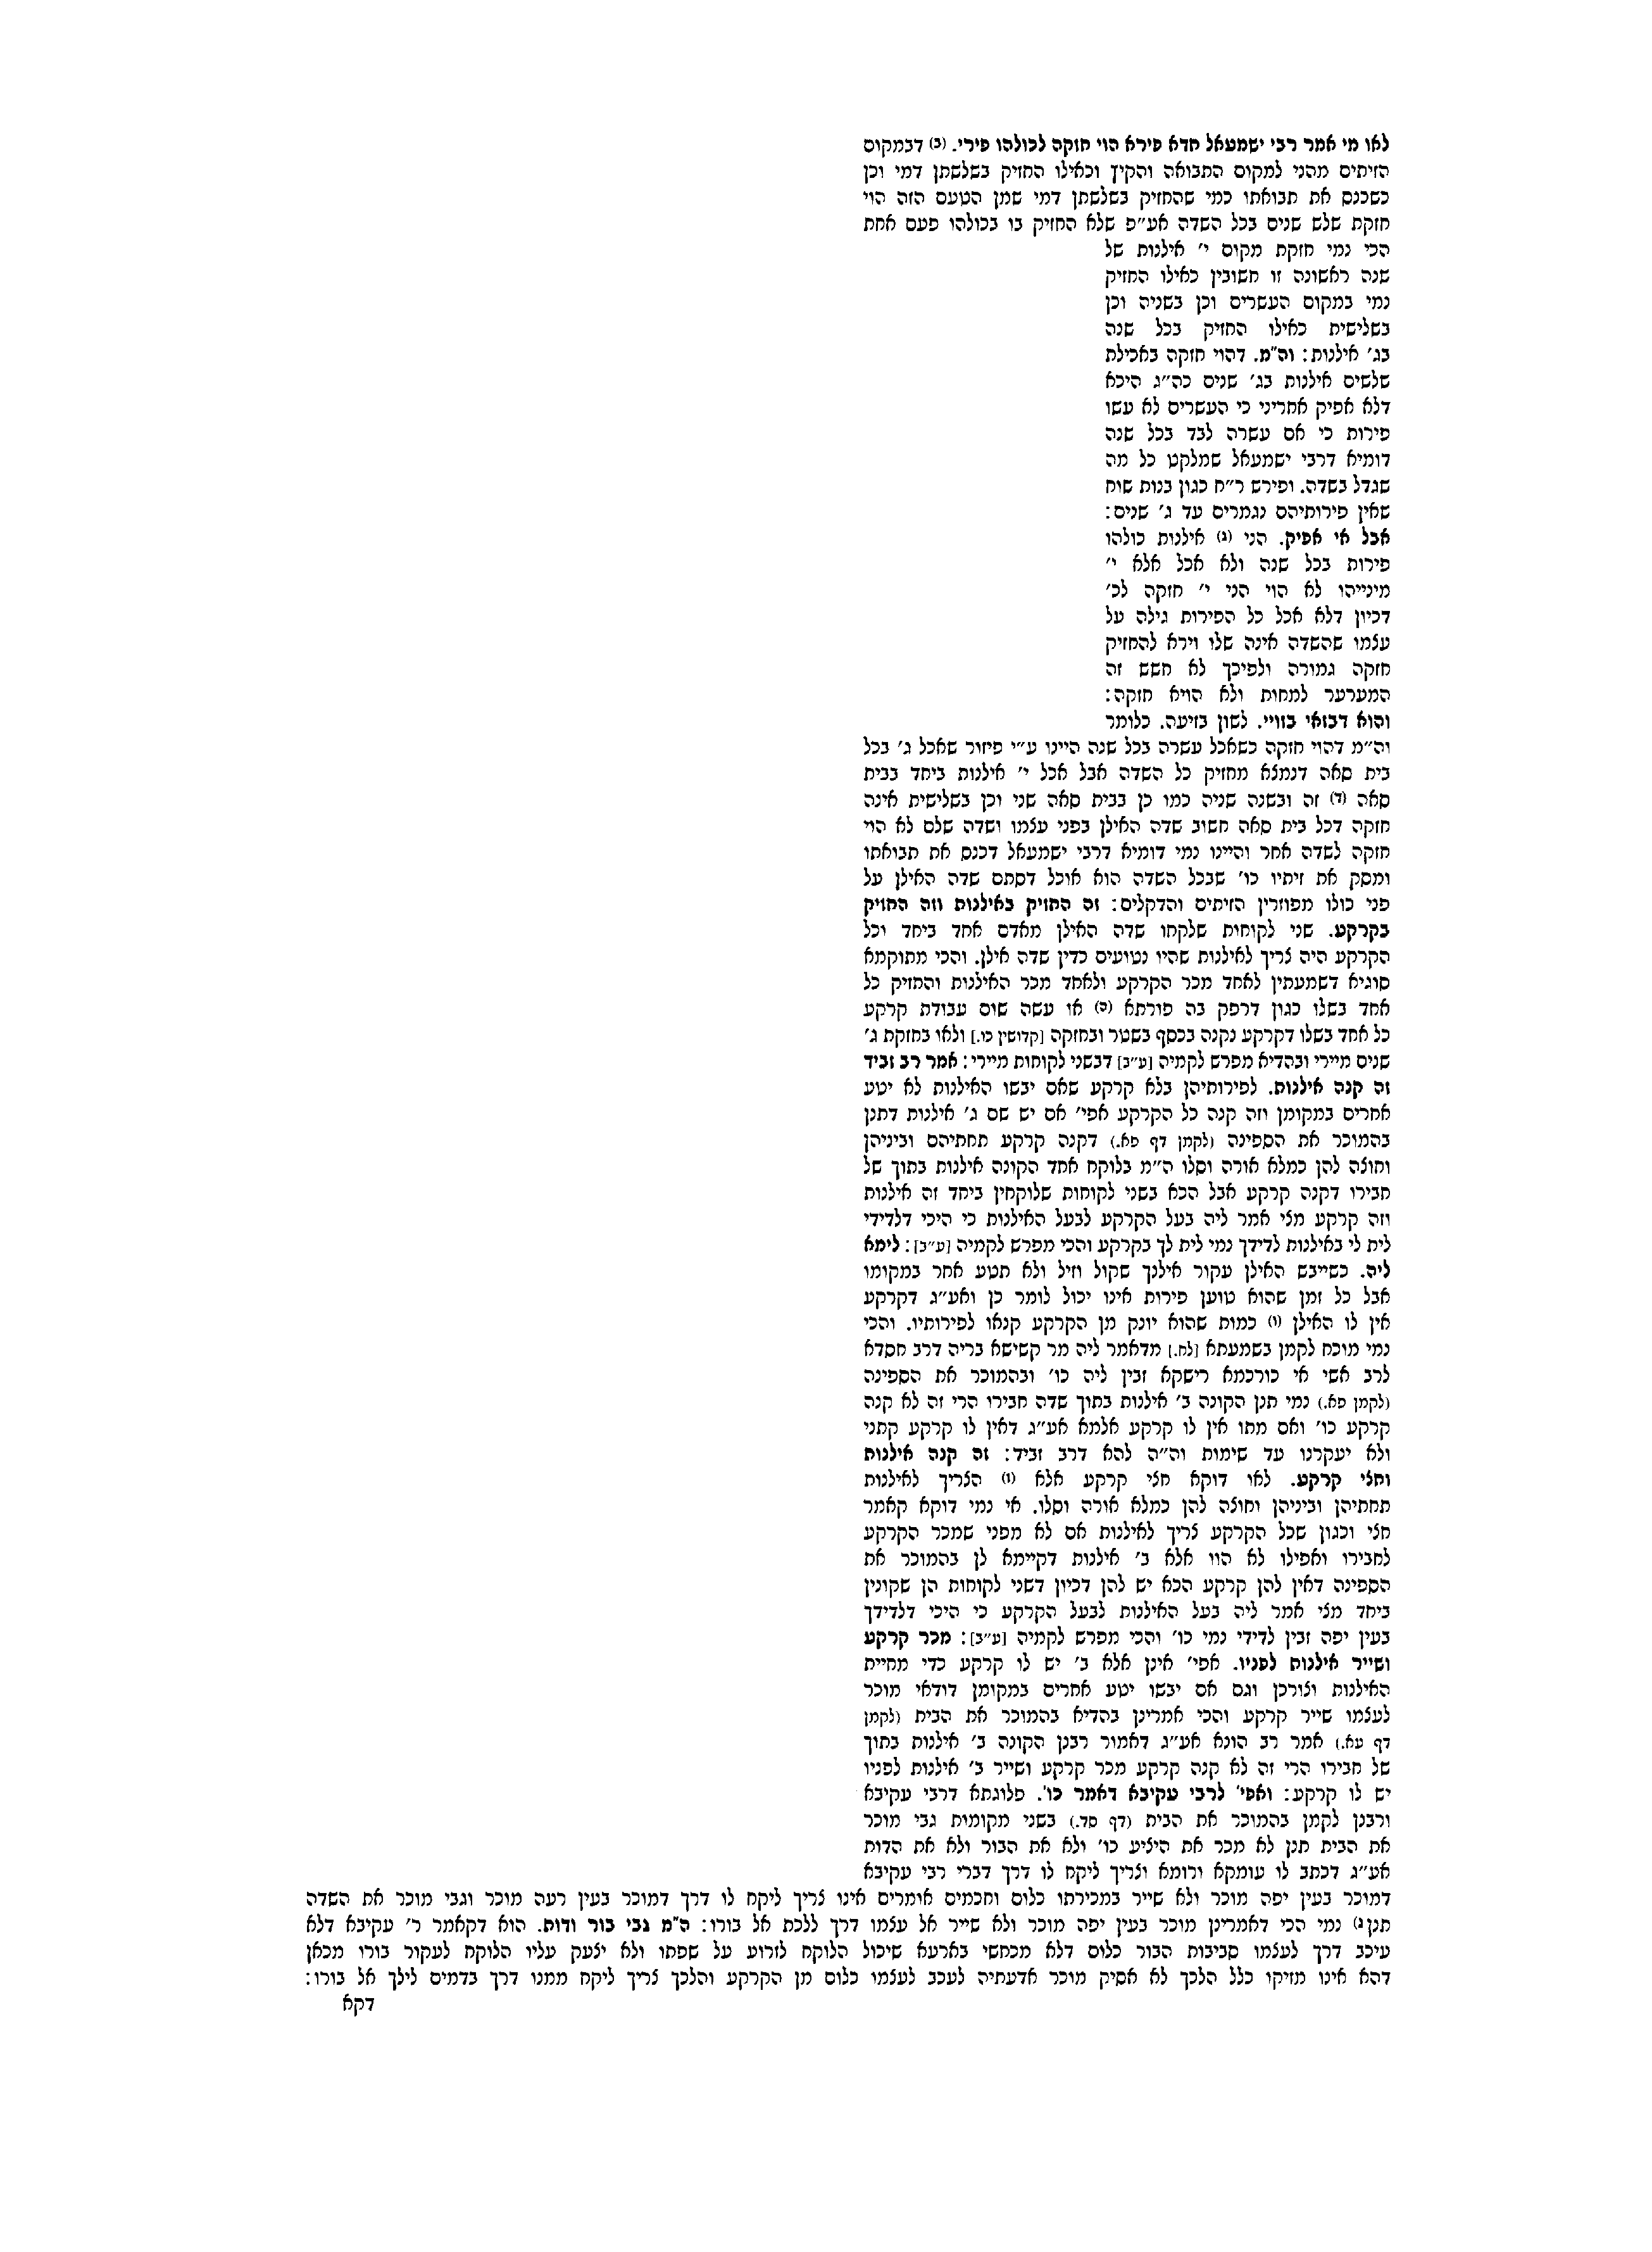 לאו מי אמר רבי ישמעאל חדא פירא הוי חזקה לכולהו פירי. (ב) דבמקום
הזיתים מהני למקום התבואה והקיץ וכאילו החזיק בשלשתן דמי וכן
כשכנס את תבואתו כמי שהחזיק בשלשתן דמי שמן הטעם הזה הוי
חזקת שלש שנים בכל השדה אע״פ שלא החזיק בו בכולהו פעם אחת
הכי נמי חזקת מקום י׳ אילנות של
שנה ראשונה זו חשובין כאילו החזיק
נמי במקום העשרים וכן בשניה וכן
בשלישית כאילו החזיק בכל שנה
בג׳ אילנות: וה״מ. דהוי חזקה באכילת
שלשים אילנות בג׳ שנים כה״ג היכא
דלא אפיק אחריני כי העשרים לא עשו
פירות כי אם עשרה לבד בכל שנה
דומיא דרבי ישמעאל שמלקט כל מה
שגדל בשדה. ופירש ר״ח כגון בנות שוח
שאין פירותיהם נגמרים עד ג׳ שנים:
אבל אי אפיק. הני (ג) אילנות כולהו
פירות בכל שנה ולא אכל אלא י׳
מינייהו לא הוי הני י׳ חזקה לכ׳
דכיון דלא אכל כל הפירות גילה על
עצמו שהשדה אינה שלו וירא להחזיק
חזקה גמורה ולפיכך לא חשש זה
המערער למחות ולא הויא חזקה:
והוא דבזאי בזויי. לשון בזיעה. כלומר
וה״מ דהוי חזקה כשאכל עשרה בכל שנה היינו ע״י פיזור שאכל ג׳ בכל
בית סאה דנמצא מחזיק כל השדה אבל אכל י׳ אילנות ביחד בבית
סאה (ד) זה ובשנה שניה כמו כן בבית סאה שני וכן בשלישית אינה
חזקה דכל בית סאה חשוב שדה האילן בפני עצמו ושדה שלם לא הוי
חזקה לשדה אחר והיינו נמי דומיא דרבי ישמעאל דכנס את תבואתו
ומסק את זיתיו כו׳ שבכל השדה הוא אוכל דסתם שדה האילן על
פני כולו מפוזרין הזיתים והדקלים: זה החזיק באילנות וזה החזיק
בקרקע. שני לקוחות שלקחו שדה האילן מאדם אחד ביחד וכל
הקרקע היה צריך לאילנות שהיו נטועים כדין שדה אילן. והכי מתוקמא
סוגיא דשמעתין לאחד מכר הקרקע ולאחד מכר האילנות והחזיק כל
אחד בשלו כגון דרפק בה פורתא (ה) או עשה שום עבודת קרקע
כל אחד בשלו דקרקע נקנה בכסף בשטר ובחזקה [קדושין כו.] ולאו בחזקת ג׳
שנים מיירי ובהדיא מפרש לקמיה [ע״ב] דבשני לקוחות מיירי: אמר רב זביד
זה קנה אילנות. לפירותיהן בלא קרקע שאם יבשו האילנות לא יטע
אחרים במקומן וזה קנה כל הקרקע אפי׳ אם יש שם ג׳ אילנות דתנן
בהמוכר את הספינה (לקמן דף פא.) דקנה קרקע תחתיהם וביניהן
וחוצה להן כמלא אורה וסלו ה״מ בלוקח אחד הקונה אילנות בתוך של
חבירו דקנה קרקע אבל הכא בשני לקוחות שלוקחין ביחד זה אילנות
וזה קרקע מצי אמר ליה בעל הקרקע לבעל האילנות כי היכי דלדידי
לית לי באילנות לדידך נמי לית לך בקרקע והכי מפרש לקמיה [ע״ב]: לימא
ליה. כשייבש האילן עקור אילנך שקול וזיל ולא תטע אחר במקומו
אבל כל זמן שהוא טוען פירות אינו יכול לומר כן ואע״ג דקרקע
אין לו האילן (ו) כמות שהוא יונק מן הקרקע קנאו לפירותיו. והכי
נמי מוכח לקמן בשמעתא [לח.] מדאמר ליה מר קשישא בריה דרב חסדא
לרב אשי אי כורכמא רישקא זבין ליה כו׳ ובהמוכר את הספינה
(לקמן פא.) נמי תנן הקונה ב׳ אילנות בתוך שדה חבירו הרי זה לא קנה
קרקע כו׳ ואם מתו אין לו קרקע אלמא אע״ג דאין לו קרקע קתני
ולא יעקרנו עד שימות וה״ה להא דרב זביד: זה קנה אילנות
וחצי קרקע. לאו דוקא חצי קרקע אלא (ז) הצריך לאילנות
תחתיהן וביניהן וחוצה להן כמלא אורה וסלו. אי נמי דוקא קאמר
חצי וכגון שכל הקרקע צריך לאילנות אם לא מפני שמכר הקרקע
לחבירו ואפילו לא הוו אלא ב׳ אילנות דקיימא לן בהמוכר את
הספינה דאין להן קרקע הכא יש להן דכיון דשני לקוחות הן שקונין
ביחד מצי אמר ליה בעל האילנות לבעל הקרקע כי היכי דלדידך
בעין יפה זבין לדידי נמי כו׳ והכי מפרש לקמיה [ע״ב]: מכר קרקע
ושייר אילנות לפניו. אפי׳ אינן אלא ב׳ יש לו קרקע כדי מחיית
האילנות וצורכן וגם אם יבשו יטע אחרים במקומן דודאי מוכר
לעצמו שייר קרקע והכי אמרינן בהדיא בהמוכר את הבית (לקמן
דף עא.) אמר רב הונא אע״ג דאמור רבנן הקונה ב׳ אילנות בתוך
של חבירו הרי זה לא קנה קרקע מכר קרקע ושייר ב׳ אילנות לפניו
יש לו קרקע: ואפי׳ לרבי עקיבא דאמר כו׳. פלוגתא דרבי עקיבא
ורבנן לקמן בהמוכר את הבית (דף סד.) בשני מקומות גבי מוכר
את הבית תנן לא מכר את היציע כו׳ ולא את הבור ולא את הדות
אע״ג דכתב לו עומקא ורומא וצריך ליקח לו דרך דברי רבי עקיבא
דמוכר בעין יפה מוכר ולא שייר במכירתו כלום וחכמים אומרים אינו צריך ליקח לו דרך דמוכר בעין רעה מוכר וגבי מוכר את השדה
תנן נ) נמי הכי דאמרינן מוכר בעין יפה מוכר ולא שייר אל עצמו דרך ללכת אל בורו: ה״מ גבי בור ודות. הוא דקאמר ר׳ עקיבא דלא
עיכב דרך לעצמו סביבות הבור כלום דלא מכחשי בארעא שיכול הלוקח לזרוע על שפתו ולא יצעק עליו הלוקח לעקור בורו מכאן
דהא אינו מזיקו כלל הלכך לא אסיק מוכר אדעתיה לעכב לעצמו כלום מן הקרקע והלכך צריך ליקח ממנו דרך בדמים לילך אל בורו:
דקא